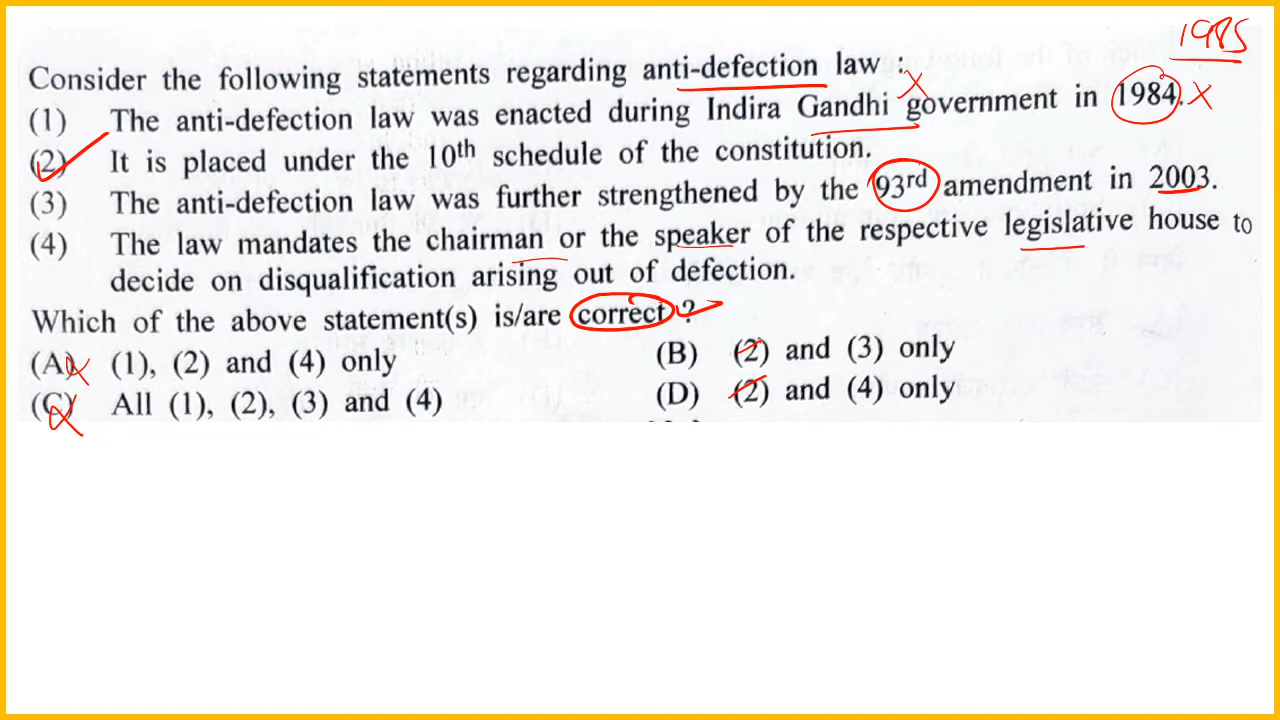 1985
Consider the following statements regarding anti-defection law :
(1) The anti-defection law was enacted during Indira Gandhi government in 1984.
(2) It is placed under the 10th schedule of the constitution.
(3) The anti-defection law was further strengthened by the 93rd amendment in 2003.
(4) The law mandates the chairman or the speaker of the respective legislative house to
decide on disqualification arising out of defection.
Which of the above statement(s) is/are correct ?
(A) (1), (2) and (4) only (B) (2) and (3) only
(C) All (1), (2), (3) and (4) (D) (2) and (4) only